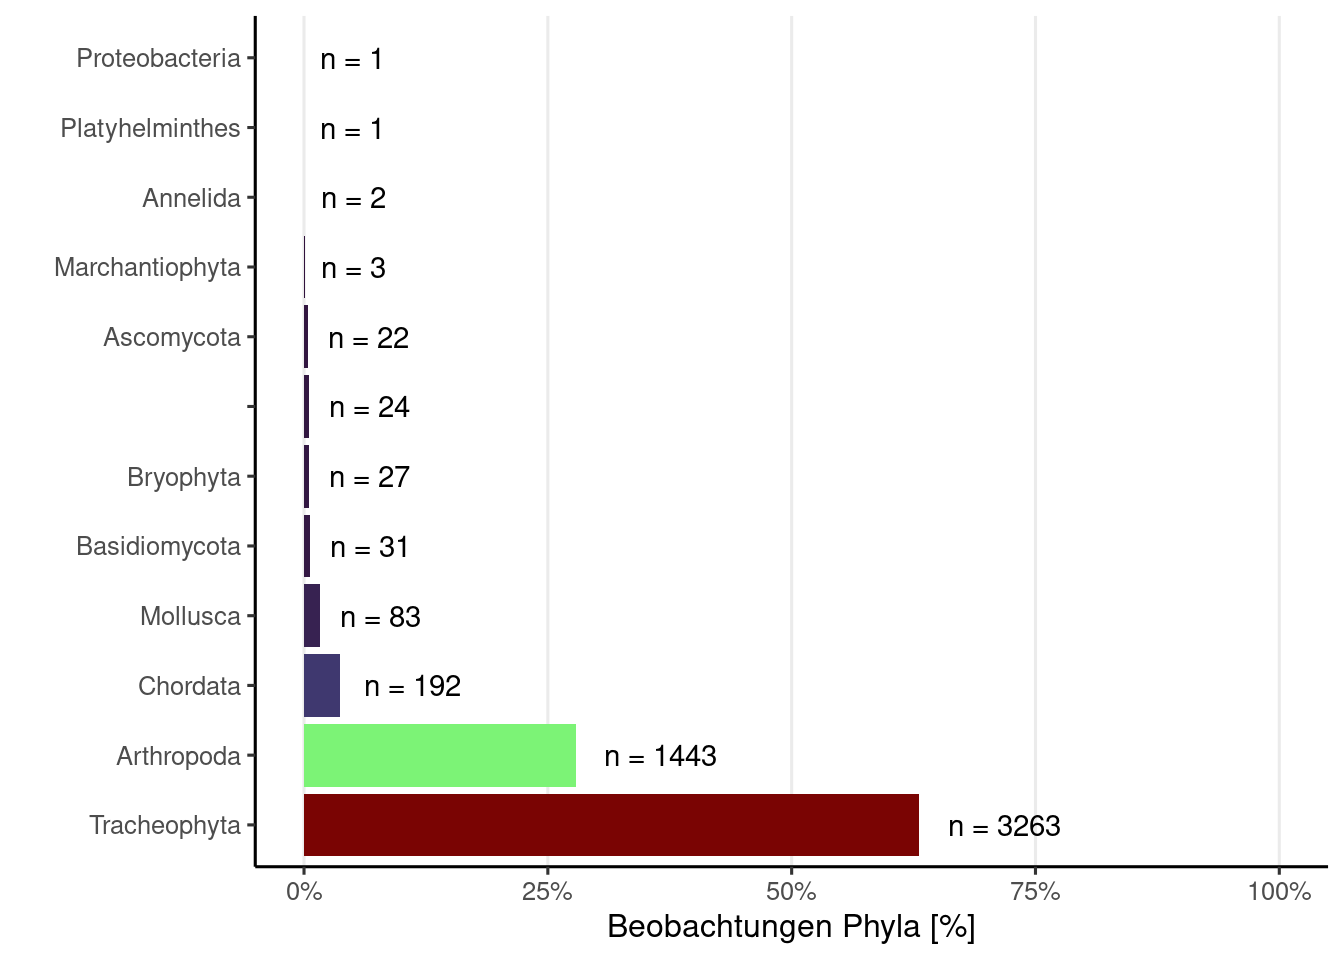 Proteobacteria n = 1
Platyhelminthes n = 1
Annelida n = 2
Marchantiophyta n = 3
Ascomycota n = 22
n = 24
Bryophyta n = 27
Basidiomycota n = 31
Mollusca n = 83
Chordata n = 192
Arthropoda n = 1443
Tracheophyta n = 3263
0% 25% 50% 75% 100%
Beobachtungen Phyla [%]